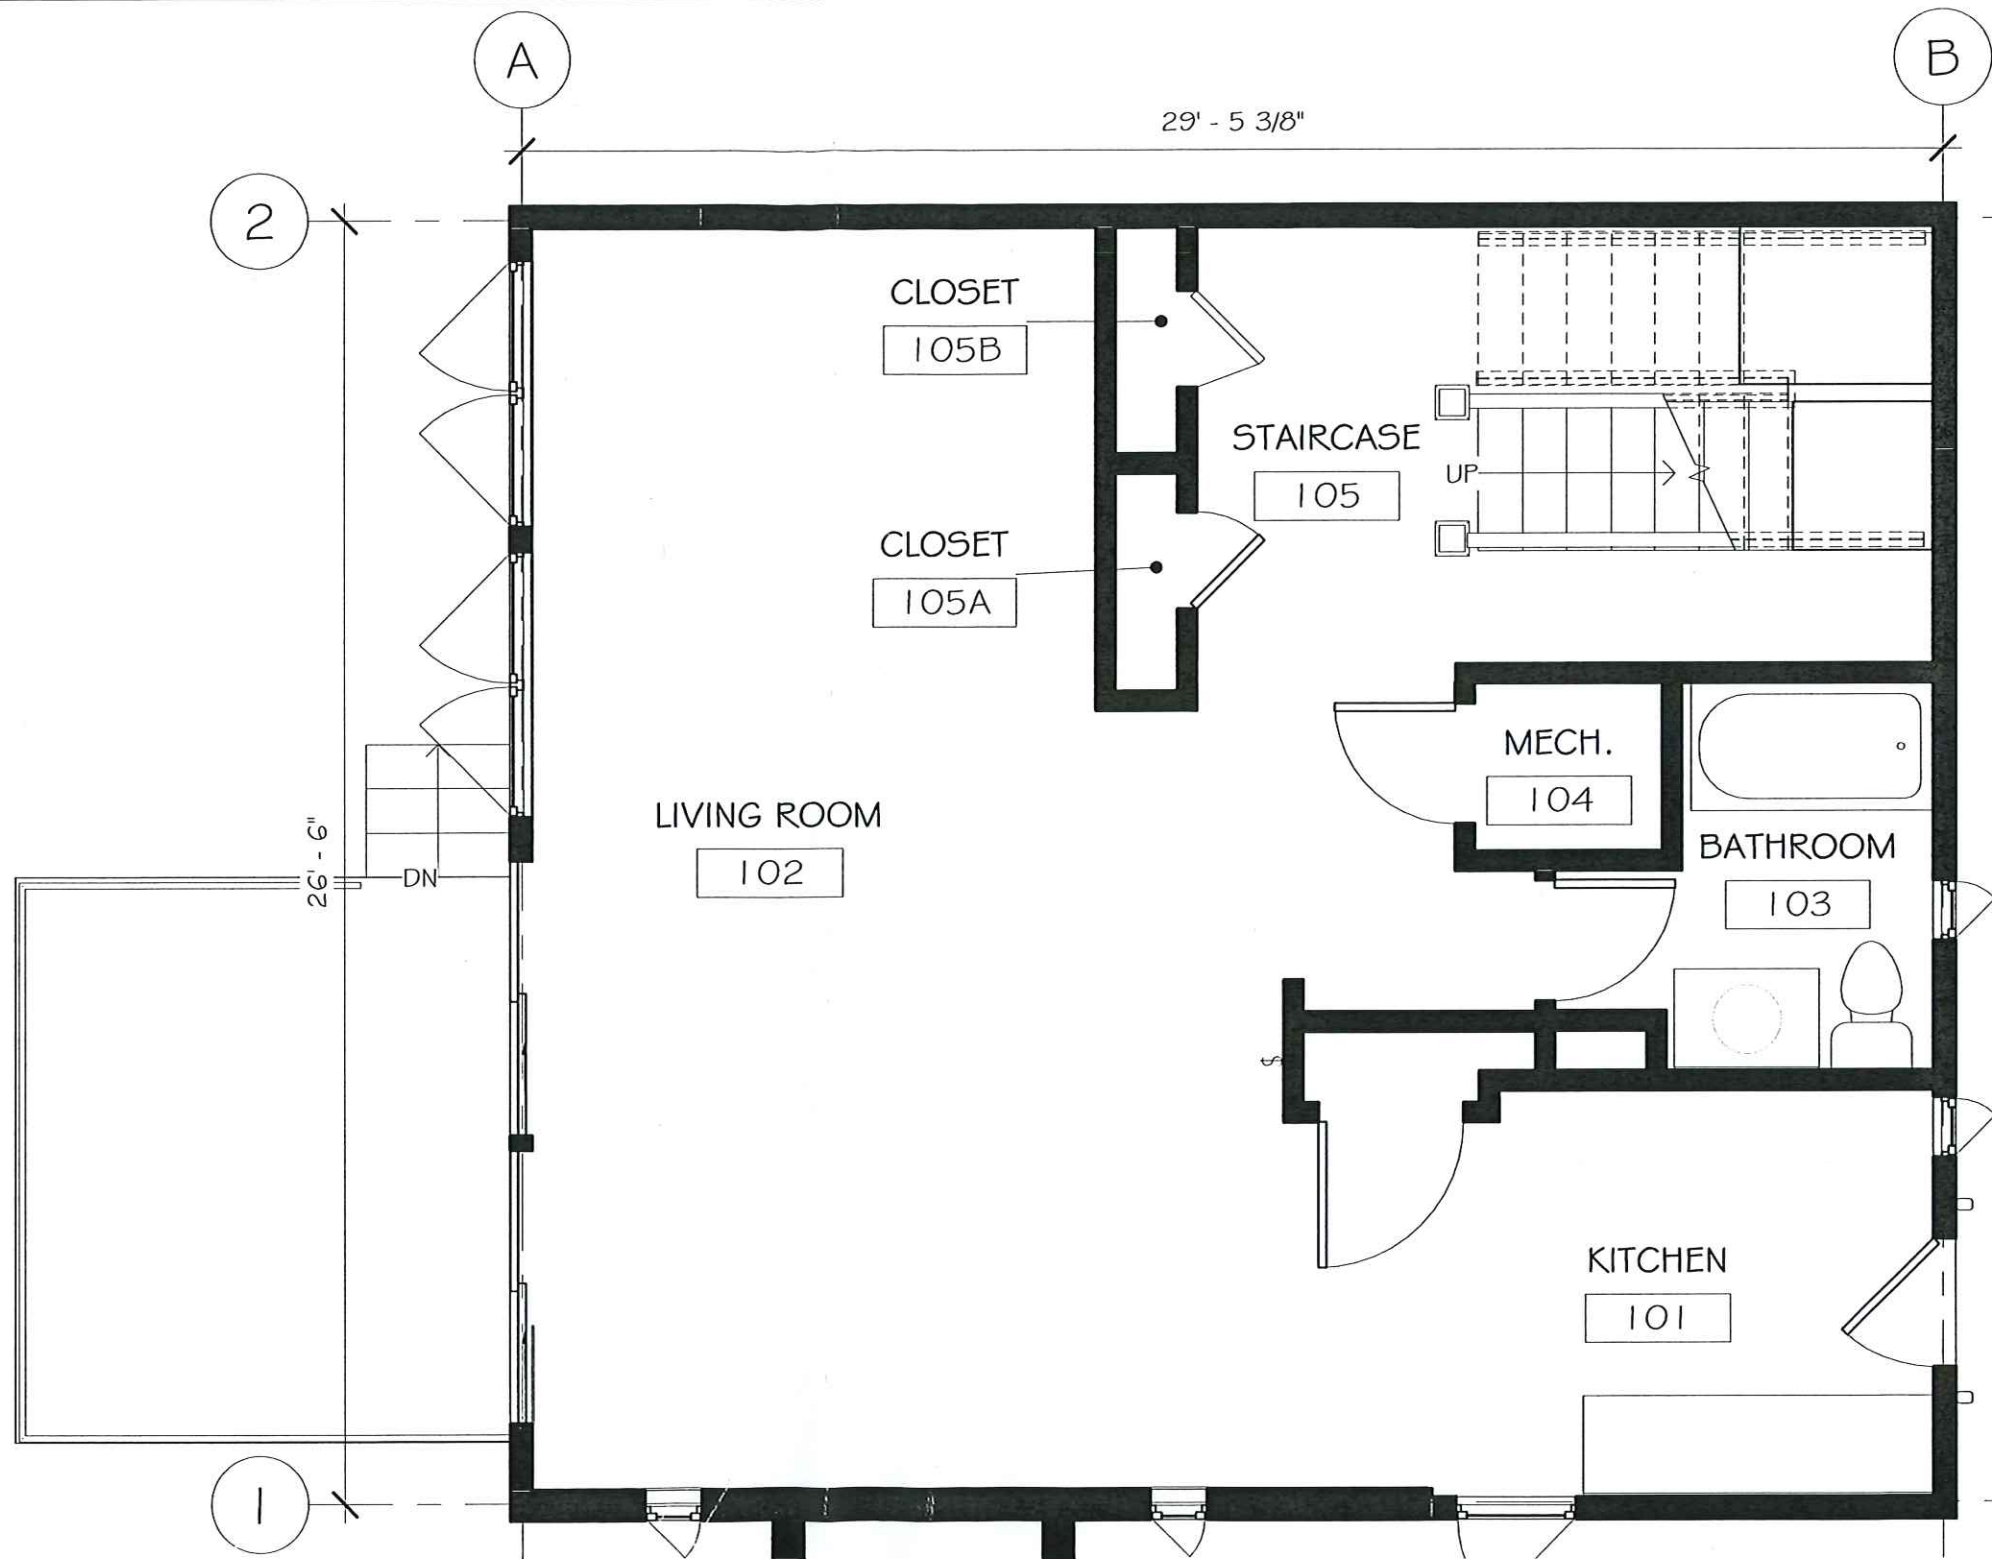 A
B
29' - 5 3/8"
2
CLOSET
105B
STAIRCASE
105
UP
CLOSET
105A
MECH.
104
LIVING ROOM
102
BATHROOM
103
26' - 6"
DN
$
KITCHEN
101
1